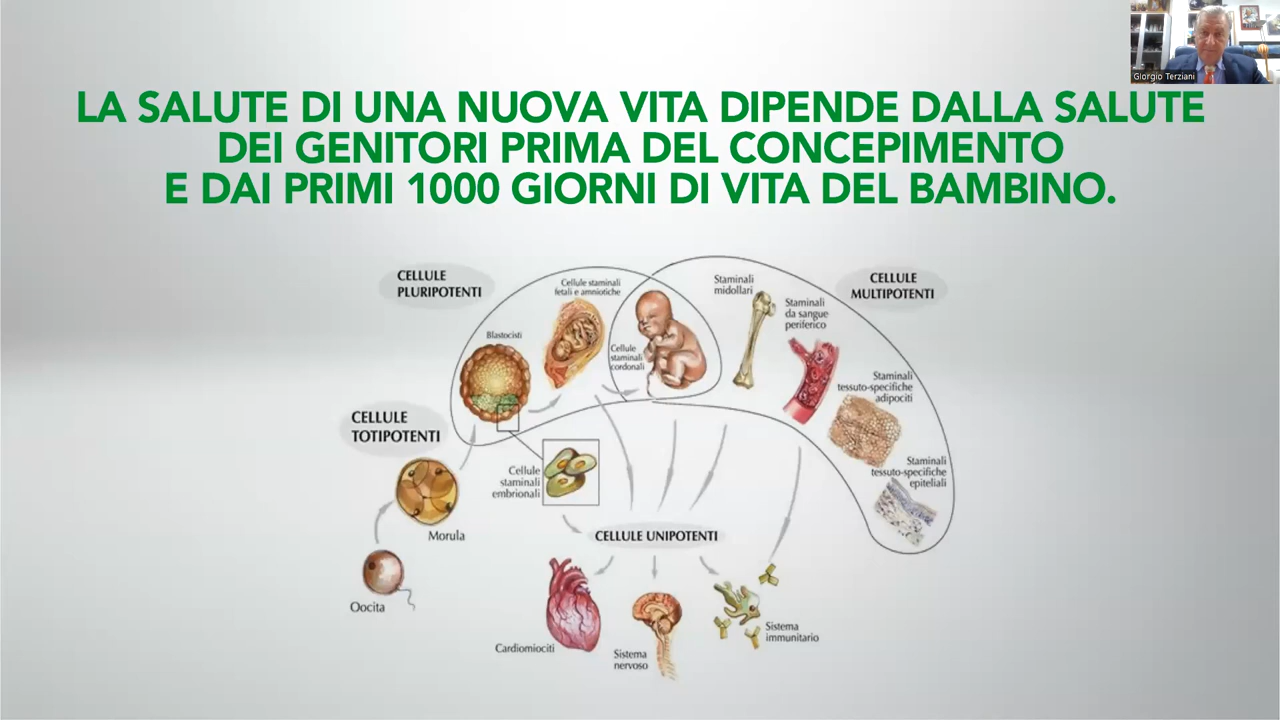 Giorgio Terziani
LA SALUTE DI UNA NUOVA VITA DIPENDE DALLA SALUTE
DEI GENITORI PRIMA DEL CONCEPIMENTO
E DAI PRIMI 1000 GIORNI DI VITA DEL BAMBINO.
CELLULE
PLURIPOTENTI
Cellule staminali
fetali e amniotiche
Staminali
midollari
CELLULE
MULTIPOTENTI
Staminali
da sangue
periferico
Blastocisti
Cellule
staminali
cordonali
Staminali
tessuto-specifiche
adipociti
CELLULE
TOTIPOTENTI
Cellule
staminali
embrionali
Staminali
tessuto-specifiche
epiteliali
Morula
CELLULE UNIPOTENTI
Oocita
Cardiomiociti
Sistema
nervoso
Sistema
immunitario